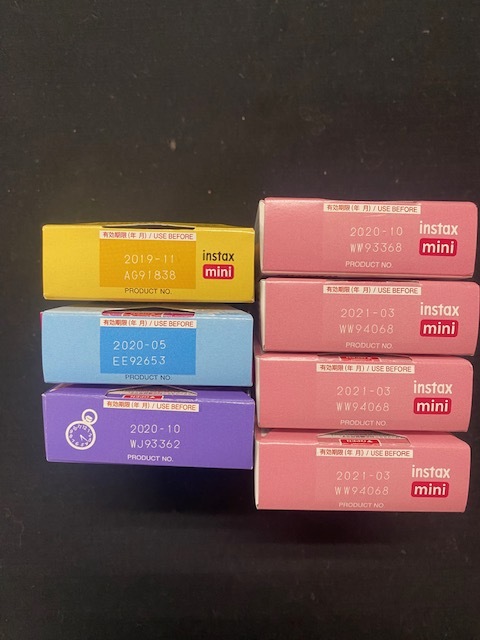 有効期限(年 月) / USE BEFORE
2019-11
AG91838
instax
mini
PRODUCT NO.
有効期限(年 月) / USE BEFORE
2020-05
EE92653
PRODUCT NO.
有効期限(年 月) / USE BEFORE
2020-10
WJ93362
PRODUCT NO.
有効期限(年 月) / USE BEFORE
2020-10
WW93368
instax
mini
PRODUCT NO.
有効期限(年 月) / USE BEFORE
2021-03
WW94068
instax
mini
PRODUCT NO.
有効期限(年 月) / USE BEFORE
2021-03
WW94068
instax
mini
PRODUCT NO.
有効期限(年 月) / USE BEFORE
2021-03
WW94068
instax
mini
PRODUCT NO.